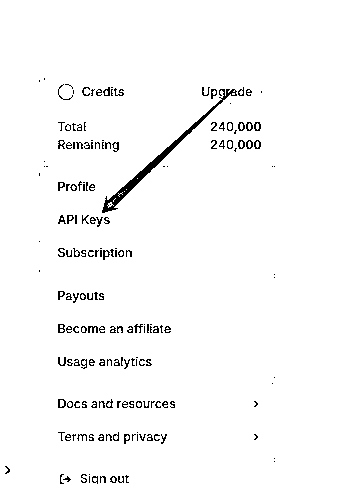 Credits Upgrade
Total 240,000
Remaining 240,000
Profile
API Keys
Subscription
Payouts
Become an affiliate
Usage analytics
Docs and resources
Terms and privacy
Sign out